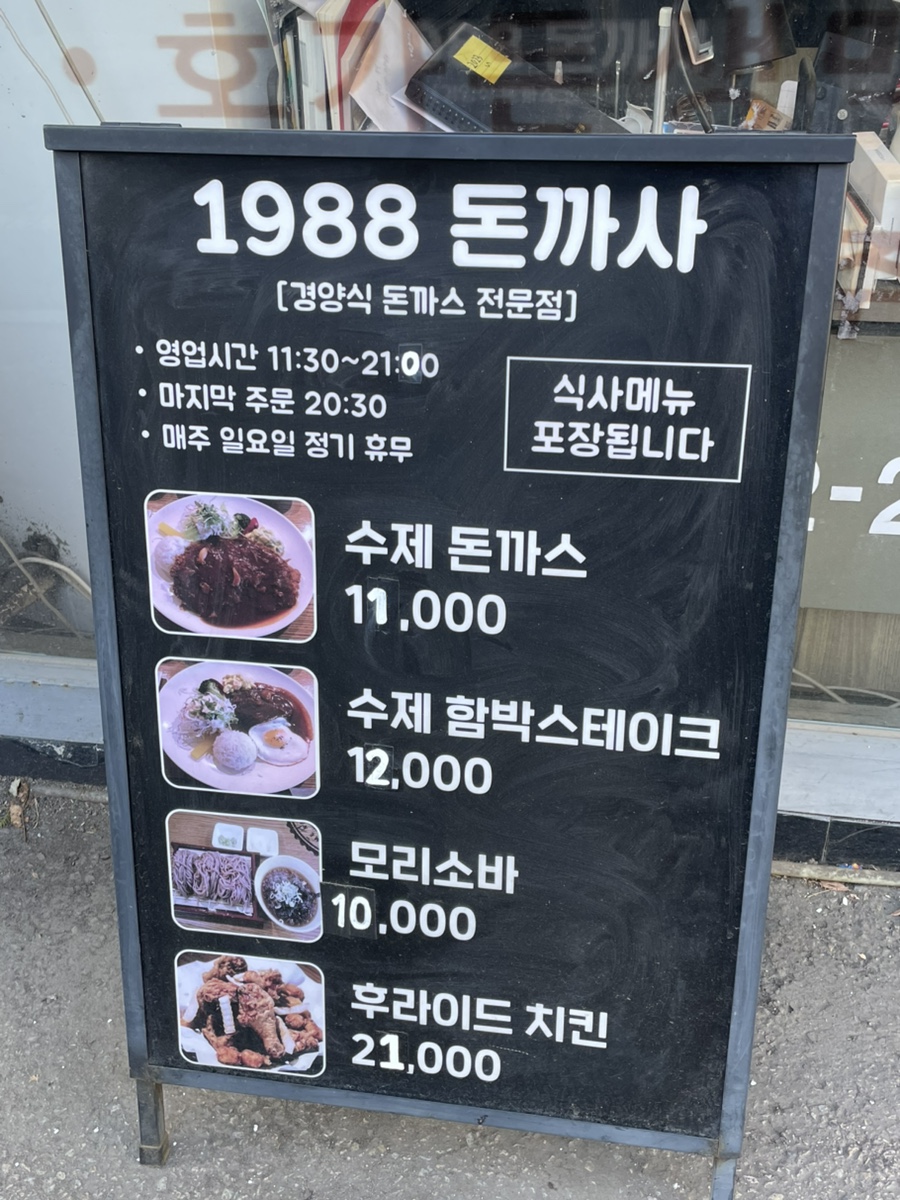 1988 돈까사
[경양식 돈까스 전문점]
• 영업시간 11:30~21:00
• 마지막 주문 20:30
• 매주 일요일 정기 휴무
식사메뉴
포장됩니다
수제 돈까스
11,000
수제 함박스테이크
12,000
모리소바
10,000
후라이드 치킨
21,000